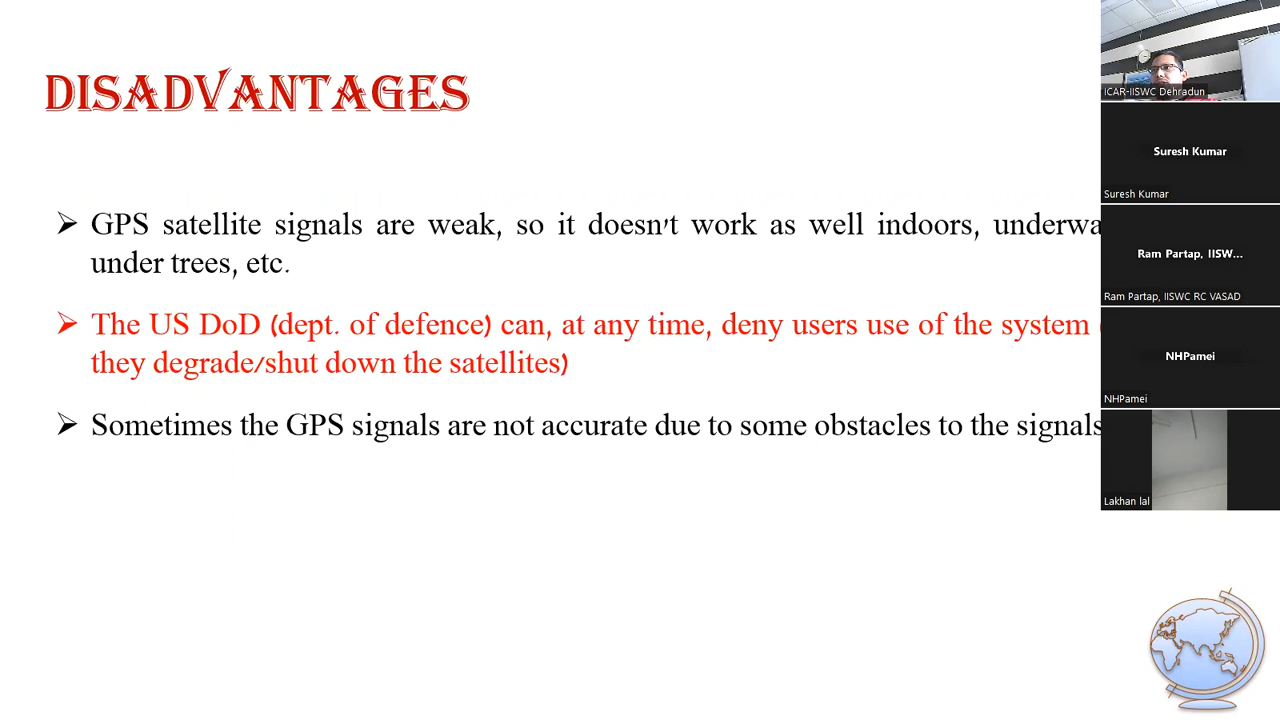 DISADVANTAGES
➢ GPS satellite signals are weak, so it doesn't work as well indoors,
under trees, etc.
➢ The US DoD (dept. of defence) can, at any time, deny users use of the system
they degrade/shut down the satellites)
➢ Sometimes the GPS signals are not accurate due to some obstacles to the signals
ICAR-IISWC Dehradun
Suresh Kumar
Suresh Kumar
Ram Partap, IISW...
Ram Partap, IISWC RC VASAD
NHPamei
NHPamei
Lakhan lal